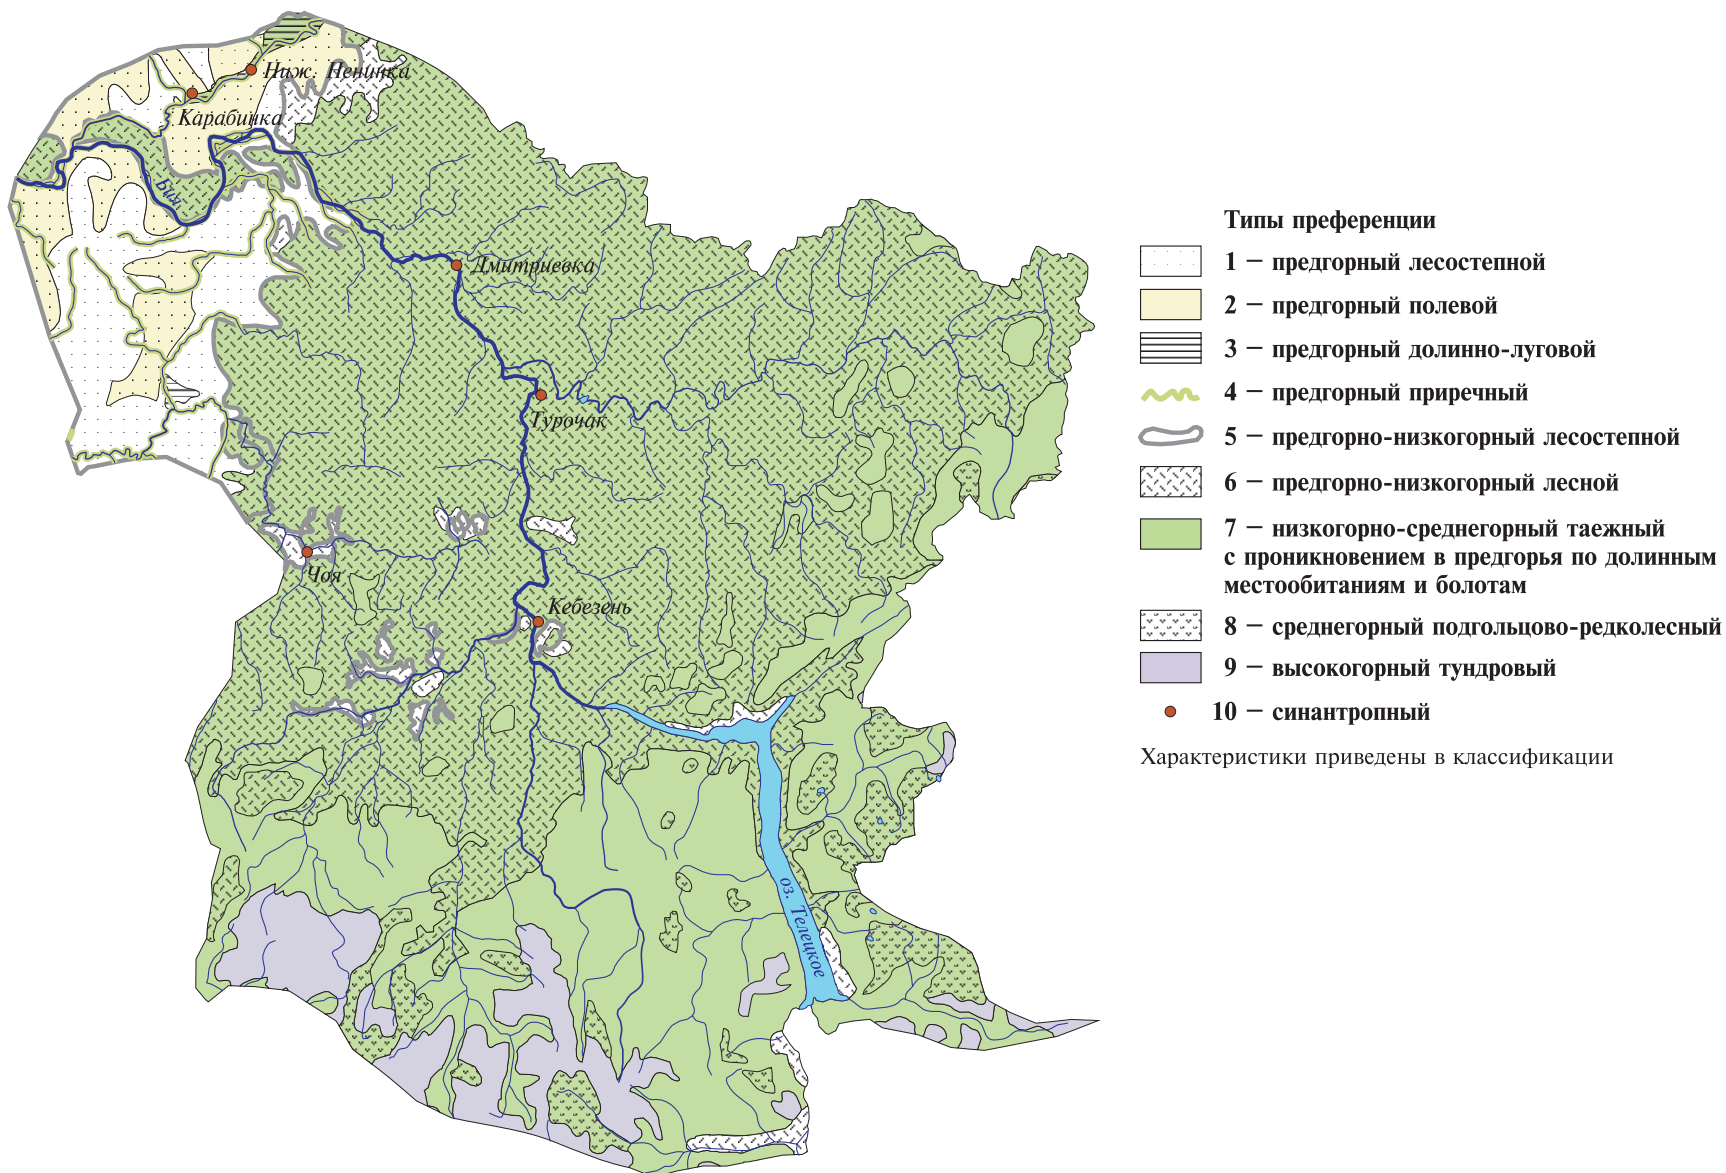 Ниж. Ненинка
Карабинка
Бия
Дмитриевка
Турочак
Чоя
Кебезень
оз. Телецкое
Типы преференции
1 – предгорный лесостепной
2 – предгорный полевой
3 – предгорный долинно-луговой
4 – предгорный приречный
5 – предгорно-низкогорный лесостепной
6 – предгорно-низкогорный лесной
7 – низкогорно-среднегорный таежный
с проникновением в предгорья по долинным
местообитаниям и болотам
8 – среднегорный подгольцово-редколесный
9 – высокогорный тундровый
10 – синантропный
Характеристики приведены в классификации